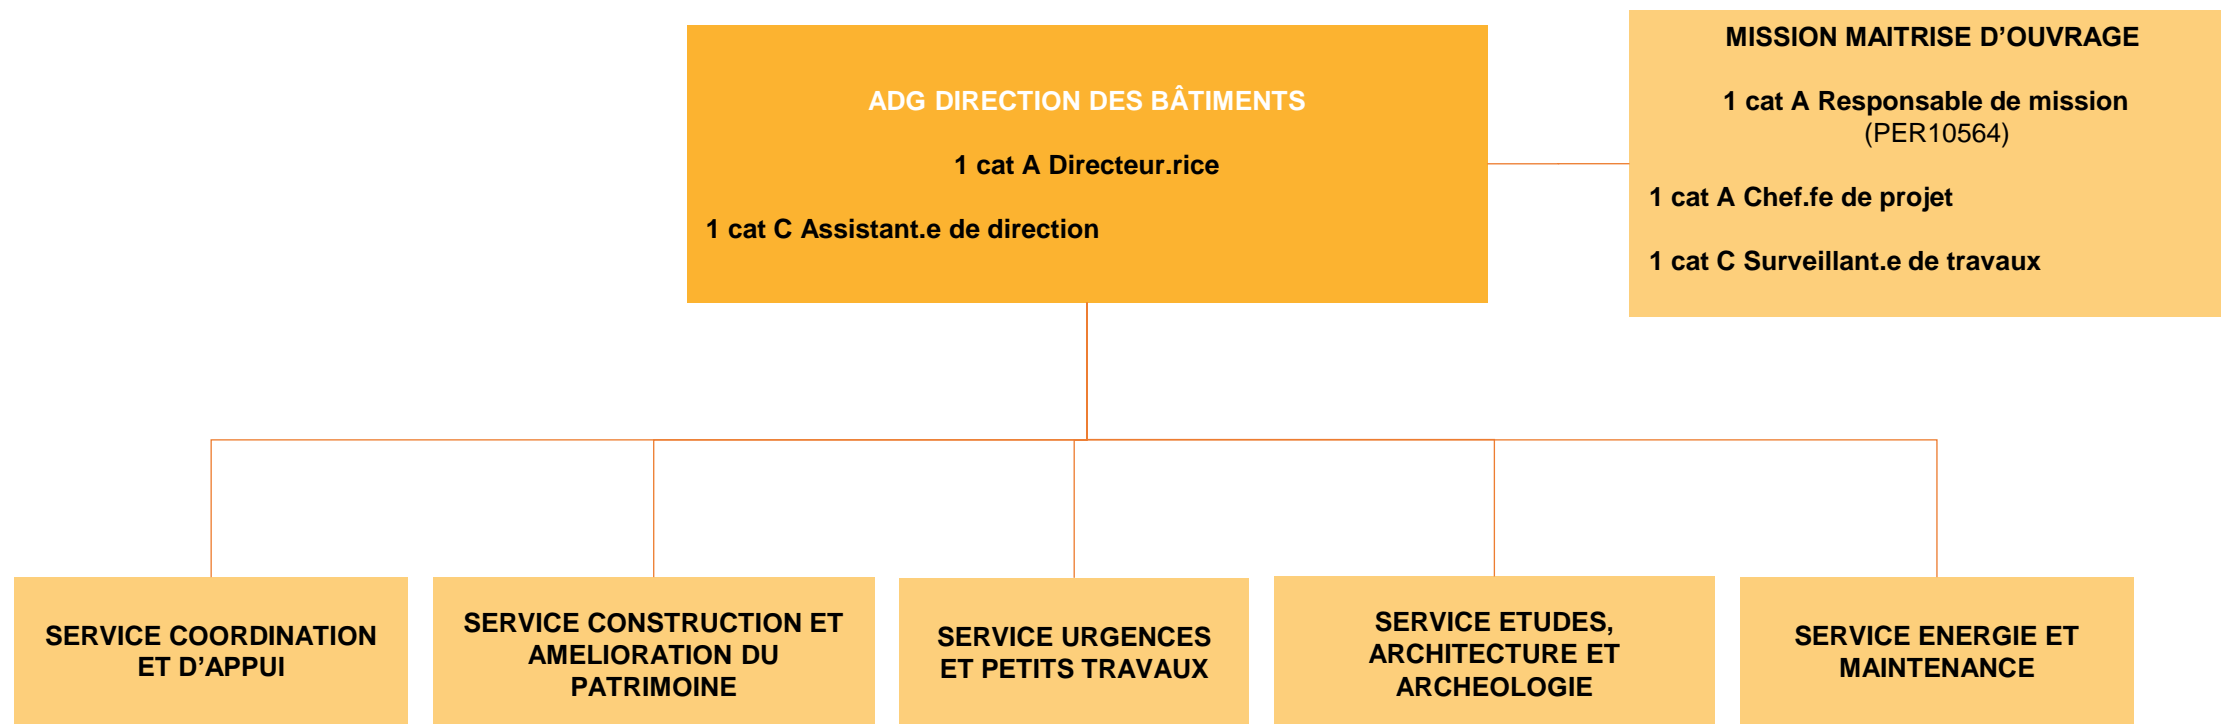 ADG DIRECTION DES BÂTIMENTS
1 cat A Directeur.rice
1 cat C Assistant.e de direction
MISSION MAITRISE D’OUVRAGE
1 cat A Responsable de mission
(PER10564)
1 cat A Chef.fe de projet
1 cat C Surveillant.e de travaux
SERVICE COORDINATION
ET D’APPUI
SERVICE CONSTRUCTION ET
AMELIORATION DU
PATRIMOINE
SERVICE URGENCES
ET PETITS TRAVAUX
SERVICE ETUDES,
ARCHITECTURE ET
ARCHEOLOGIE
SERVICE ENERGIE ET
MAINTENANCE